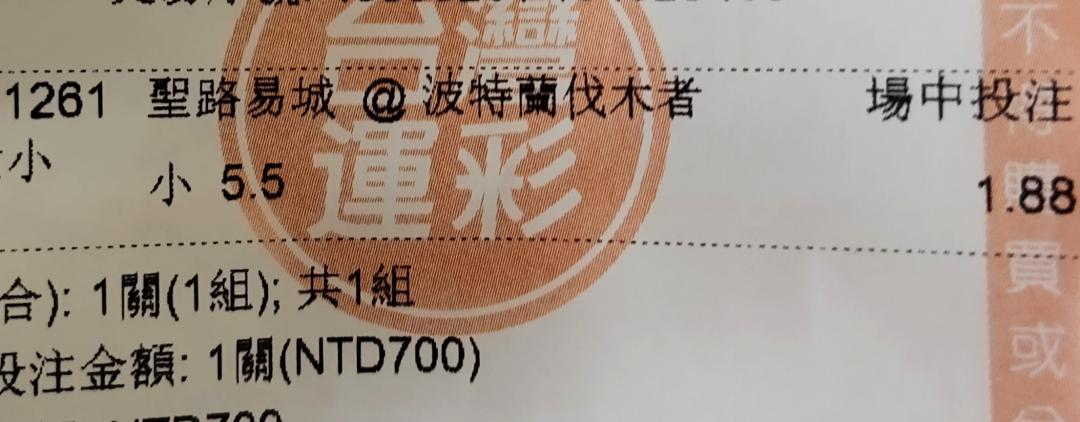 1261 聖路易城 @ 波特蘭伐木者 場中投注
小
小 5.5 1.88
合): 1關(1組); 共1組
投注金額: 1關(NTD700)
台灣
運彩
不
得
購
買
或